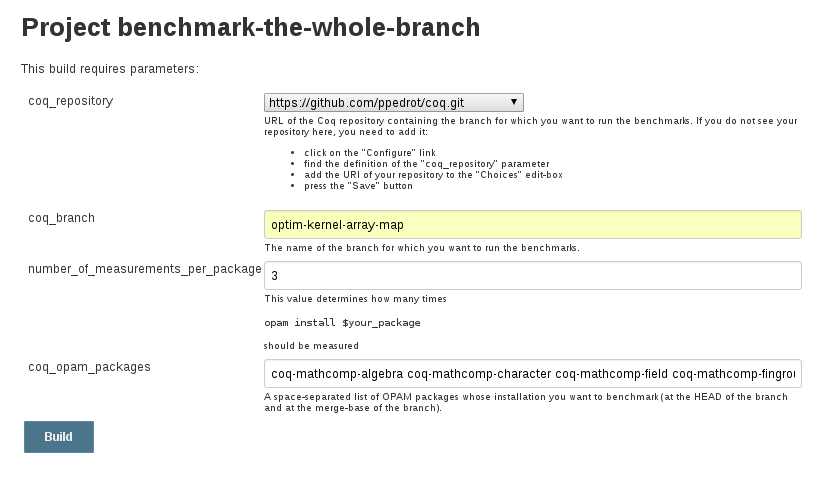 Project benchmark-the-whole-branch
This build requires parameters:
coq_repository
https://github.com/ppedrot/coq.git
URL of the Coq repository containing the branch for which you want to run the benchmarks. If you do not see your
repository here, you need to add it:
click on the "Configure" link
find the definition of the "coq_repository" parameter
add the URI of your repository to the "Choices" edit-box
press the "Save" button
coq_branch
optim-kernel-array-map
The name of the branch for which you want to run the benchmarks.
number_of_measurements_per_package
3
This value determines how many times
opam install $your_package
should be measured
coq_opam_packages
coq-mathcomp-algebra coq-mathcomp-character coq-mathcomp-field coq-mathcomp-fingrou
A space-separated list of OPAM packages whose installation you want to benchmark (at the HEAD of the branch
and at the merge-base of the branch).
Build